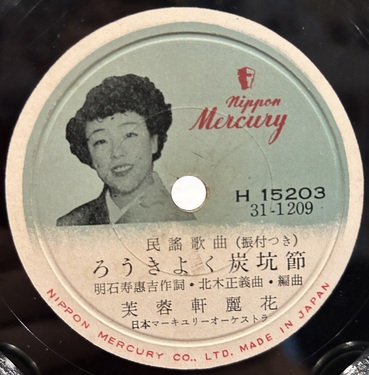 Nippon
Mercury
H 15203
31-1209
民謠歌曲(振付つき)
ろうきよく炭坑節
明石寿惠吉作詞・北木正義曲・編曲
芙蓉軒麗花
日本マーキュリーオーケストラ
NIPPON MERCURY CO., LTD. MADE IN JAPAN